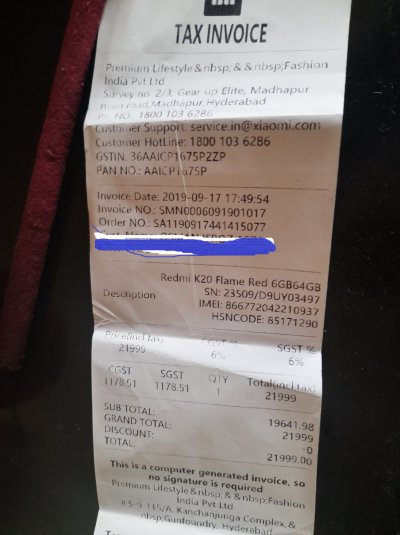 TAX INVOICE
Premium Lifestyle&nbsp; & &nbsp;Fashion
India Pvt Ltd
Survey no. 2/3, Gear up Elite, Madhapur
main road, Madhapur, Hyderabad
Ph NO.: 1800 103 6286
Customer Support: service.in@xiaomi.com
Customer HotLine: 1800 103 6286
GSTIN: 36AAICP1675P2ZP
PAN NO.: AAICP1675P
Invoice Date: 2019-09-17 17:49:54
Invoice NO.: SMN0006091901017
Order NO.: SA1190917441415077
Redmi K20 Flame Red 6GB64GB
SN: 23509/D9UY03497
Description
IMEI: 866772042210937
HSNCODE: 85171290
Price(incl.tax) CGST % SGST %
21999 6% 6%
CGST SGST QTY Total(incl.tax)
1178.51 1178.51 1 21999
SUB TOTAL: 19641.98
GRAND TOTAL: 21999
DISCOUNT: -0
TOTAL: 21999.00
This is a computer generated invoice, so
no signature is required
Premium Lifestyle&nbsp; & &nbsp;Fashion
India Pvt Ltd
# 5-9-115/A, Kanchanjunga Complex,&
nbsp;Gunfoundry, Hyderabad